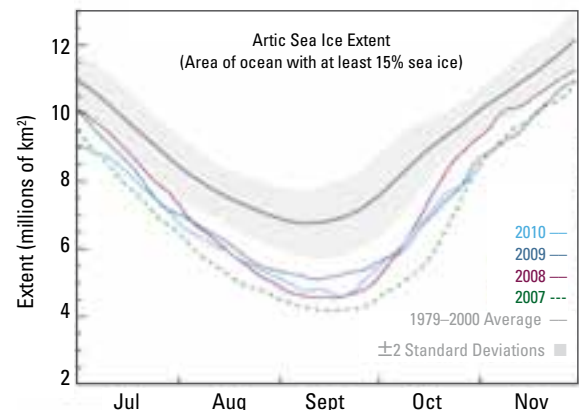 Artic Sea Ice Extent
(Area of ocean with at least 15% sea ice)
Extent (millions of km²)
12
10
8
6
4
2
2010
2009
2008
2007
1979–2000 Average
±2 Standard Deviations
Jul Aug Sept Oct Nov